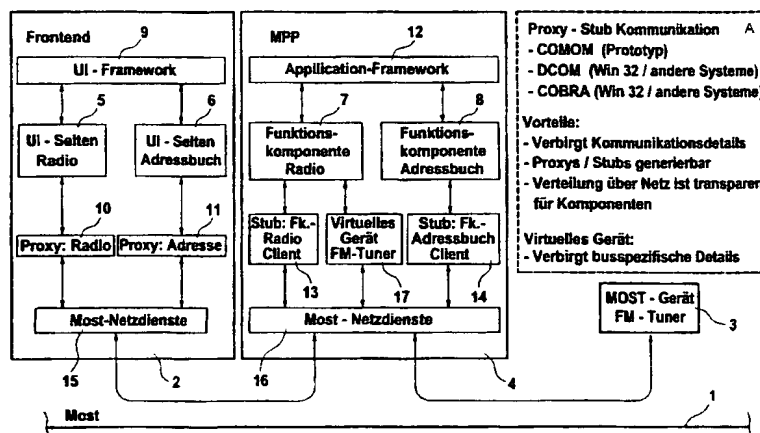 Frontend
9
UI - Framework
5
6
UI - Seiten
Radio
UI - Seiten
Adressbuch
10
11
Proxy: Radio
Proxy: Adresse
Most-Netzdienste
15
2
MPP
12
Application-Framework
7
8
Funktions-
komponente
Radio
Funktions-
komponente
Adressbuch
Stub: Fk.-
Radio
Client
Virtuelles
Gerät
FM-Tuner
Stub: Fk.-
Adressbuch
Client
13
17
14
Most - Netzdienste
16
4
Proxy - Stub Kommunikation
A
- COMOM (Prototyp)
- DCOM (Win 32 / andere Systeme)
- COBRA (Win 32 / andere Systeme)
Vorteile:
- Verbirgt Kommunikationsdetails
- Proxys / Stubs generierbar
- Verteilung über Netz ist transparen
für Komponenten
Virtuelles Gerät:
- Verbirgt busspezifische Details
MOST - Gerät
FM - Tuner
3
Most
1